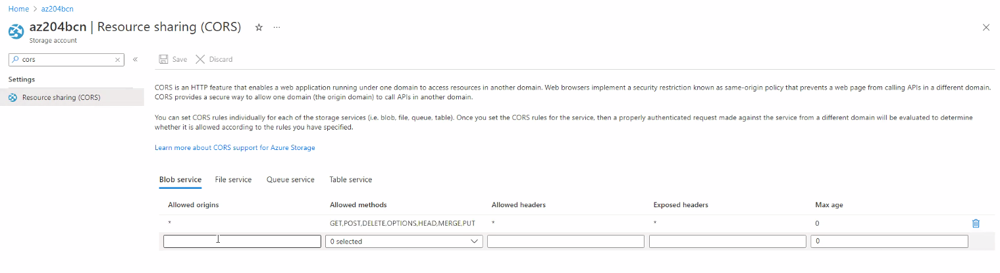 Home > az204bcn
az204bcn | Resource sharing (CORS) ☆ ...
Storage account
cors
Save Discard
Settings
Resource sharing (CORS)
CORS is an HTTP feature that enables a web application running under one domain to access resources in another domain. Web browsers implement a security restriction known as same-origin policy that prevents a web page from calling APIs in a different domain.
CORS provides a secure way to allow one domain (the origin domain) to call APIs in another domain.
You can set CORS rules individually for each of the storage services (i.e. blob, file, queue, table). Once you set the CORS rules for the service, then a properly authenticated request made against the service from a different domain will be evaluated to determine
whether it is allowed according to the rules you have specified.
Learn more about CORS support for Azure Storage
Blob service File service Queue service Table service
Allowed origins Allowed methods Allowed headers Exposed headers Max age
* GET,POST,DELETE,OPTIONS,HEAD,MERGE,PUT * * 0
0 selected 0